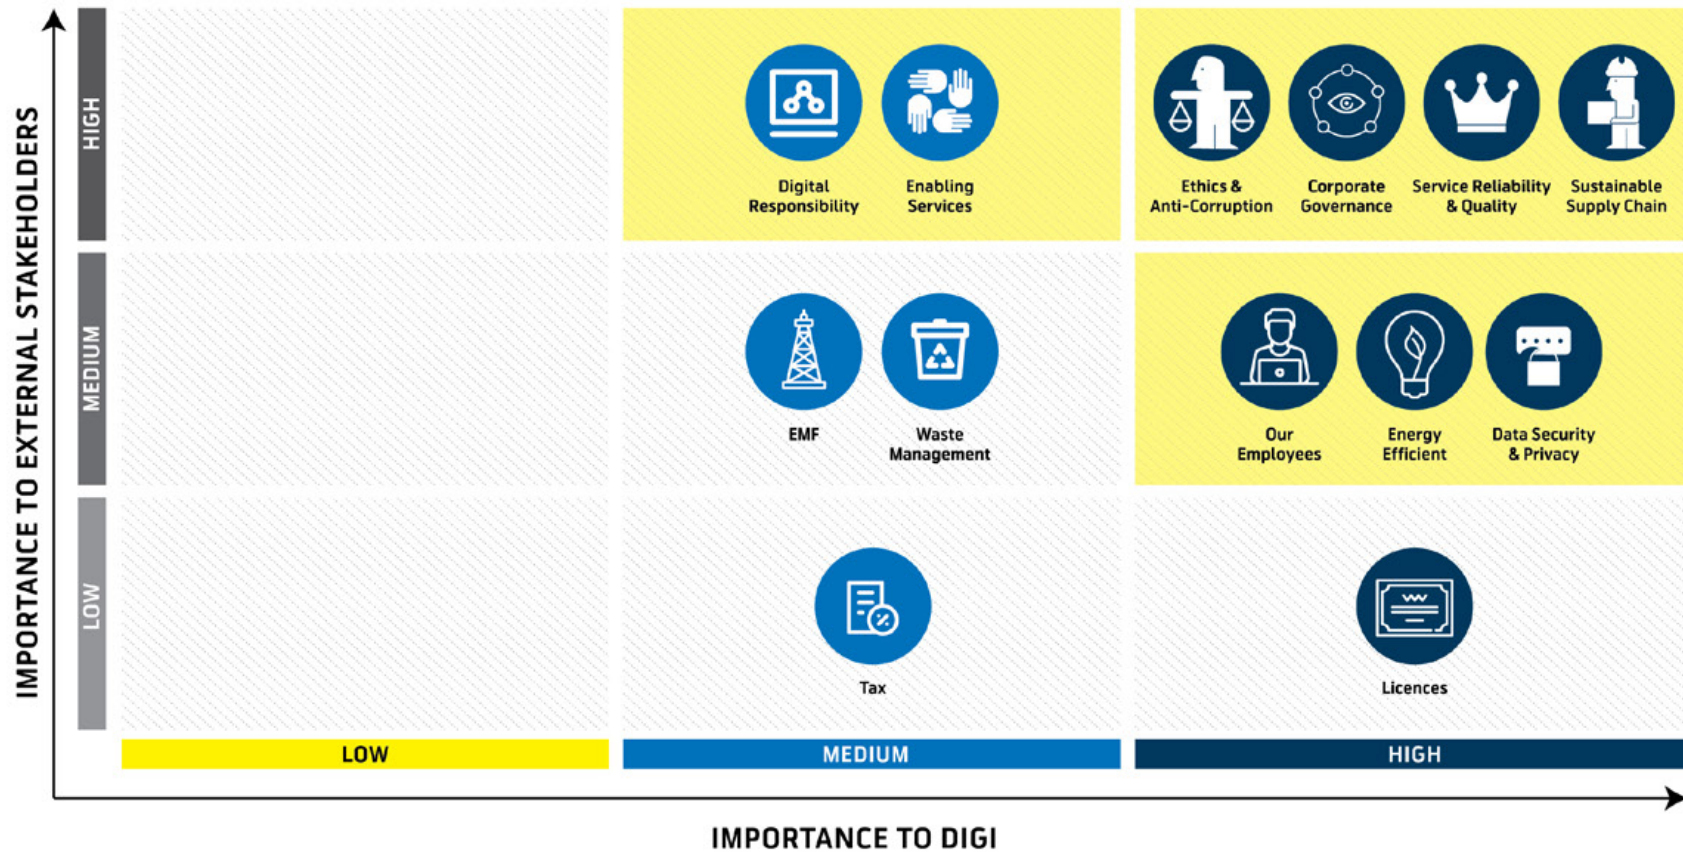 IMPORTANCE TO EXTERNAL STAKEHOLDERS
HIGH
Digital
Responsibility
Enabling
Services
Ethics &
Anti-Corruption
Corporate
Governance
Service Reliability
& Quality
Sustainable
Supply Chain
MEDIUM
EMF
Waste
Management
Our
Employees
Energy
Efficient
Data Security
& Privacy
LOW
Tax
Licences
LOW
MEDIUM
HIGH
IMPORTANCE TO DIGI